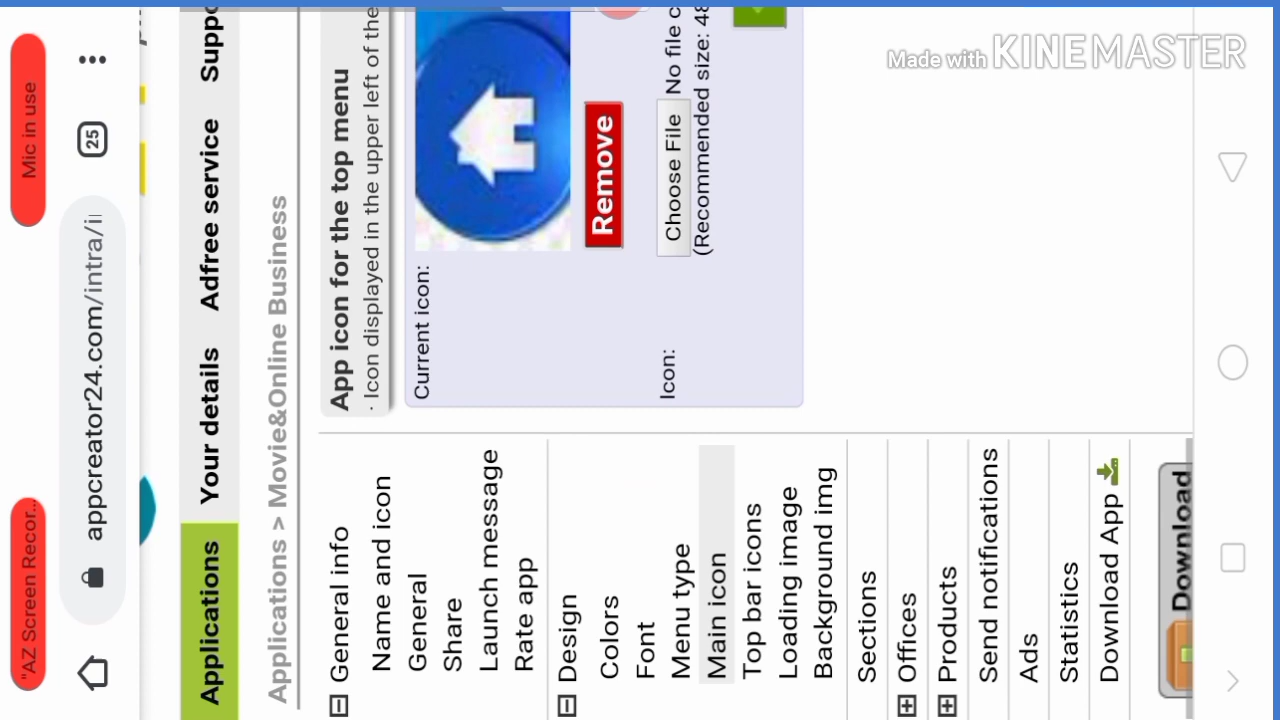 "AZ Screen Recor...
Mic in use
appcreator24.com/intra/i
25
Applications
Your details
Adfree service
Applications > Movie&Online Business
General info
Name and icon
General
Share
Launch message
Rate app
Design
Colors
Font
Menu type
Main icon
Top bar icons
Loading image
Background img
Sections
Offices
Products
Send notifications
Ads
Statistics
Download App
Download
App icon for the top menu
· Icon displayed in the upper left of the
Current icon:
Remove
Icon:
Choose File No file c
(Recommended size: 48
Made with KINEMASTER